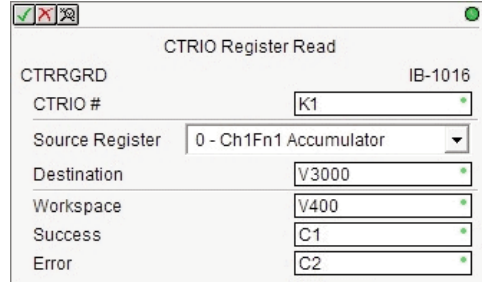 CTRIO Register Read
CTRRGRD IB-1016
CTRIO # K1
Source Register 0 - Ch1Fn1 Accumulator
Destination V3000
Workspace V400
Success C1
Error C2